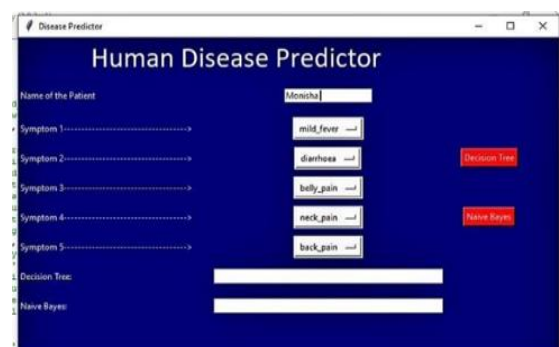 Disease Predictor
Human Disease Predictor
Name of the Patient Monisha
Symptom 1---------------------------------> mild_fever
Symptom 2---------------------------------> diarrhoea Decision Tree
Symptom 3---------------------------------> belly_pain
Symptom 4---------------------------------> neck_pain Naive Bayes
Symptom 5---------------------------------> back_pain
Decision Tree:
Naive Bayes: